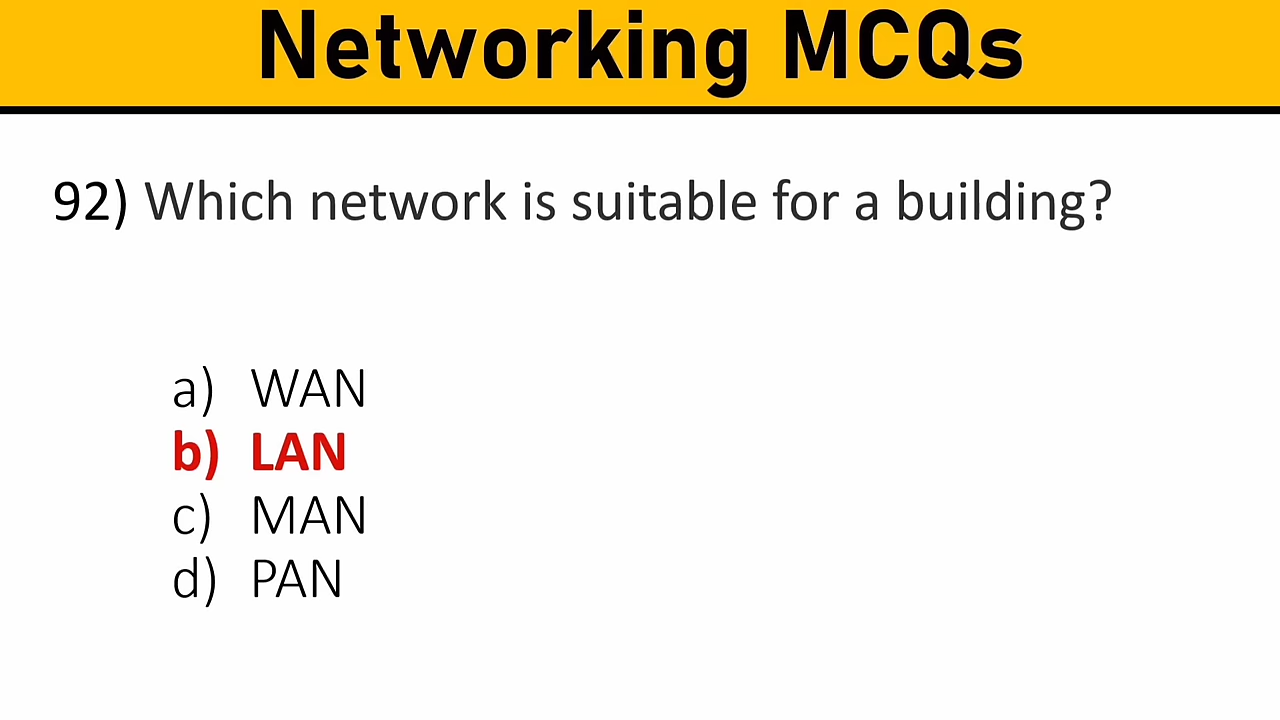 Networking MCQs
92) Which network is suitable for a building?
a) WAN
b) LAN
c) MAN
d) PAN